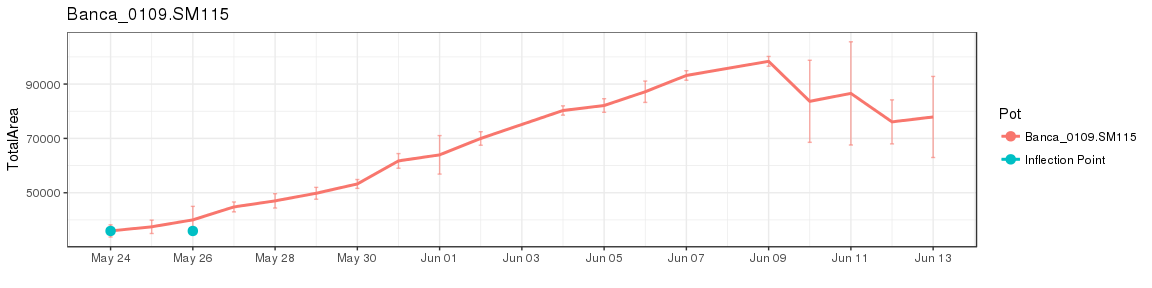 Banca_0109.SM115
TotalArea
90000
70000
50000
May 24 May 26 May 28 May 30 Jun 01 Jun 03 Jun 05 Jun 07 Jun 09 Jun 11 Jun 13
Pot
Banca_0109.SM115
Inflection Point